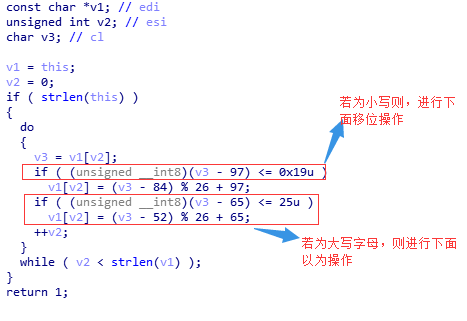 const char *v1; // edi
unsigned int v2; // esi
char v3; // cl
v1 = this;
v2 = 0;
if ( strlen(this) )
{
do
{
v3 = v1[v2];
if ( (unsigned __int8)(v3 - 97) <= 0x19u )
v1[v2] = (v3 - 84) % 26 + 97;
if ( (unsigned __int8)(v3 - 65) <= 25u )
v1[v2] = (v3 - 52) % 26 + 65;
++v2;
}
while ( v2 < strlen(v1) );
}
return 1;
若为小写则，进行下
面移位操作
若为大写字母，则进行下面
以为操作